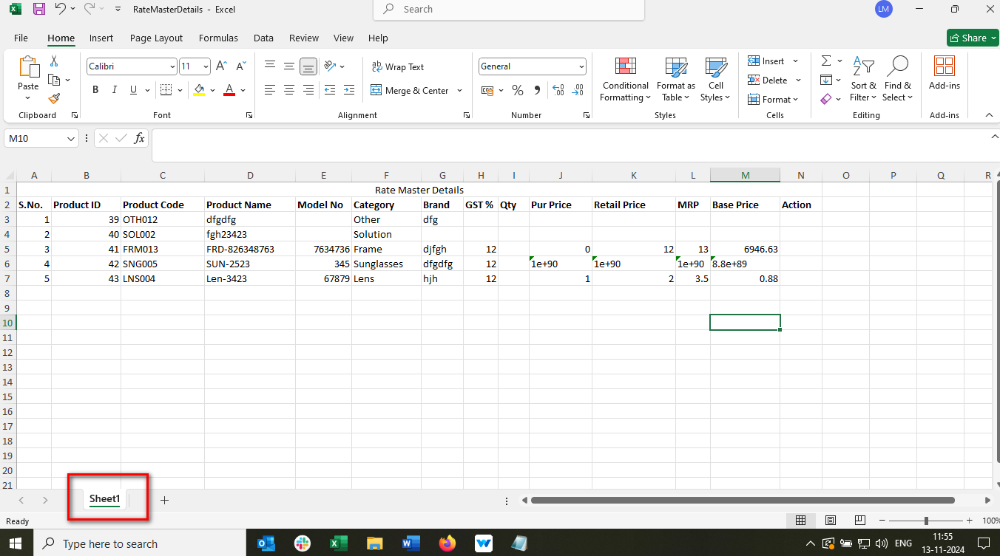 RateMasterDetails - Excel
Search
LM
File Home Insert Page Layout Formulas Data Review View Help
Share
Paste
Calibri 11
B I U
ab Wrap Text
Merge & Center
General
Conditional Formatting
Format as Table
Cell Styles
Insert
Delete
Format
Sort & Filter
Find & Select
Add-ins
Clipboard Font Alignment Number Styles Cells Editing Add-ins
M10 fx
A B C D E F G H I J K L M N O P Q R
1 Rate Master Details
2 S.No. Product ID Product Code Product Name Model No Category Brand GST % Qty Pur Price Retail Price MRP Base Price Action
3 1 39 OTH012 dfgdfg Other dfg
4 2 40 SOL002 fgh23423 Solution
5 3 41 FRM013 FRD-826348763 7634736 Frame djfgh 12 0 12 13 6946.63
6 4 42 SNG005 SUN-2523 345 Sunglasses dfgdfg 12 1e+90 1e+90 1e+90 8.8e+89
7 5 43 LNS004 Len-3423 67879 Lens hjh 12 1 2 3.5 0.88
8
9
10
11
12
13
14
15
16
17
18
19
20
21
Sheet1
Ready
100%
Type here to search
ENG
11:55
13-11-2024